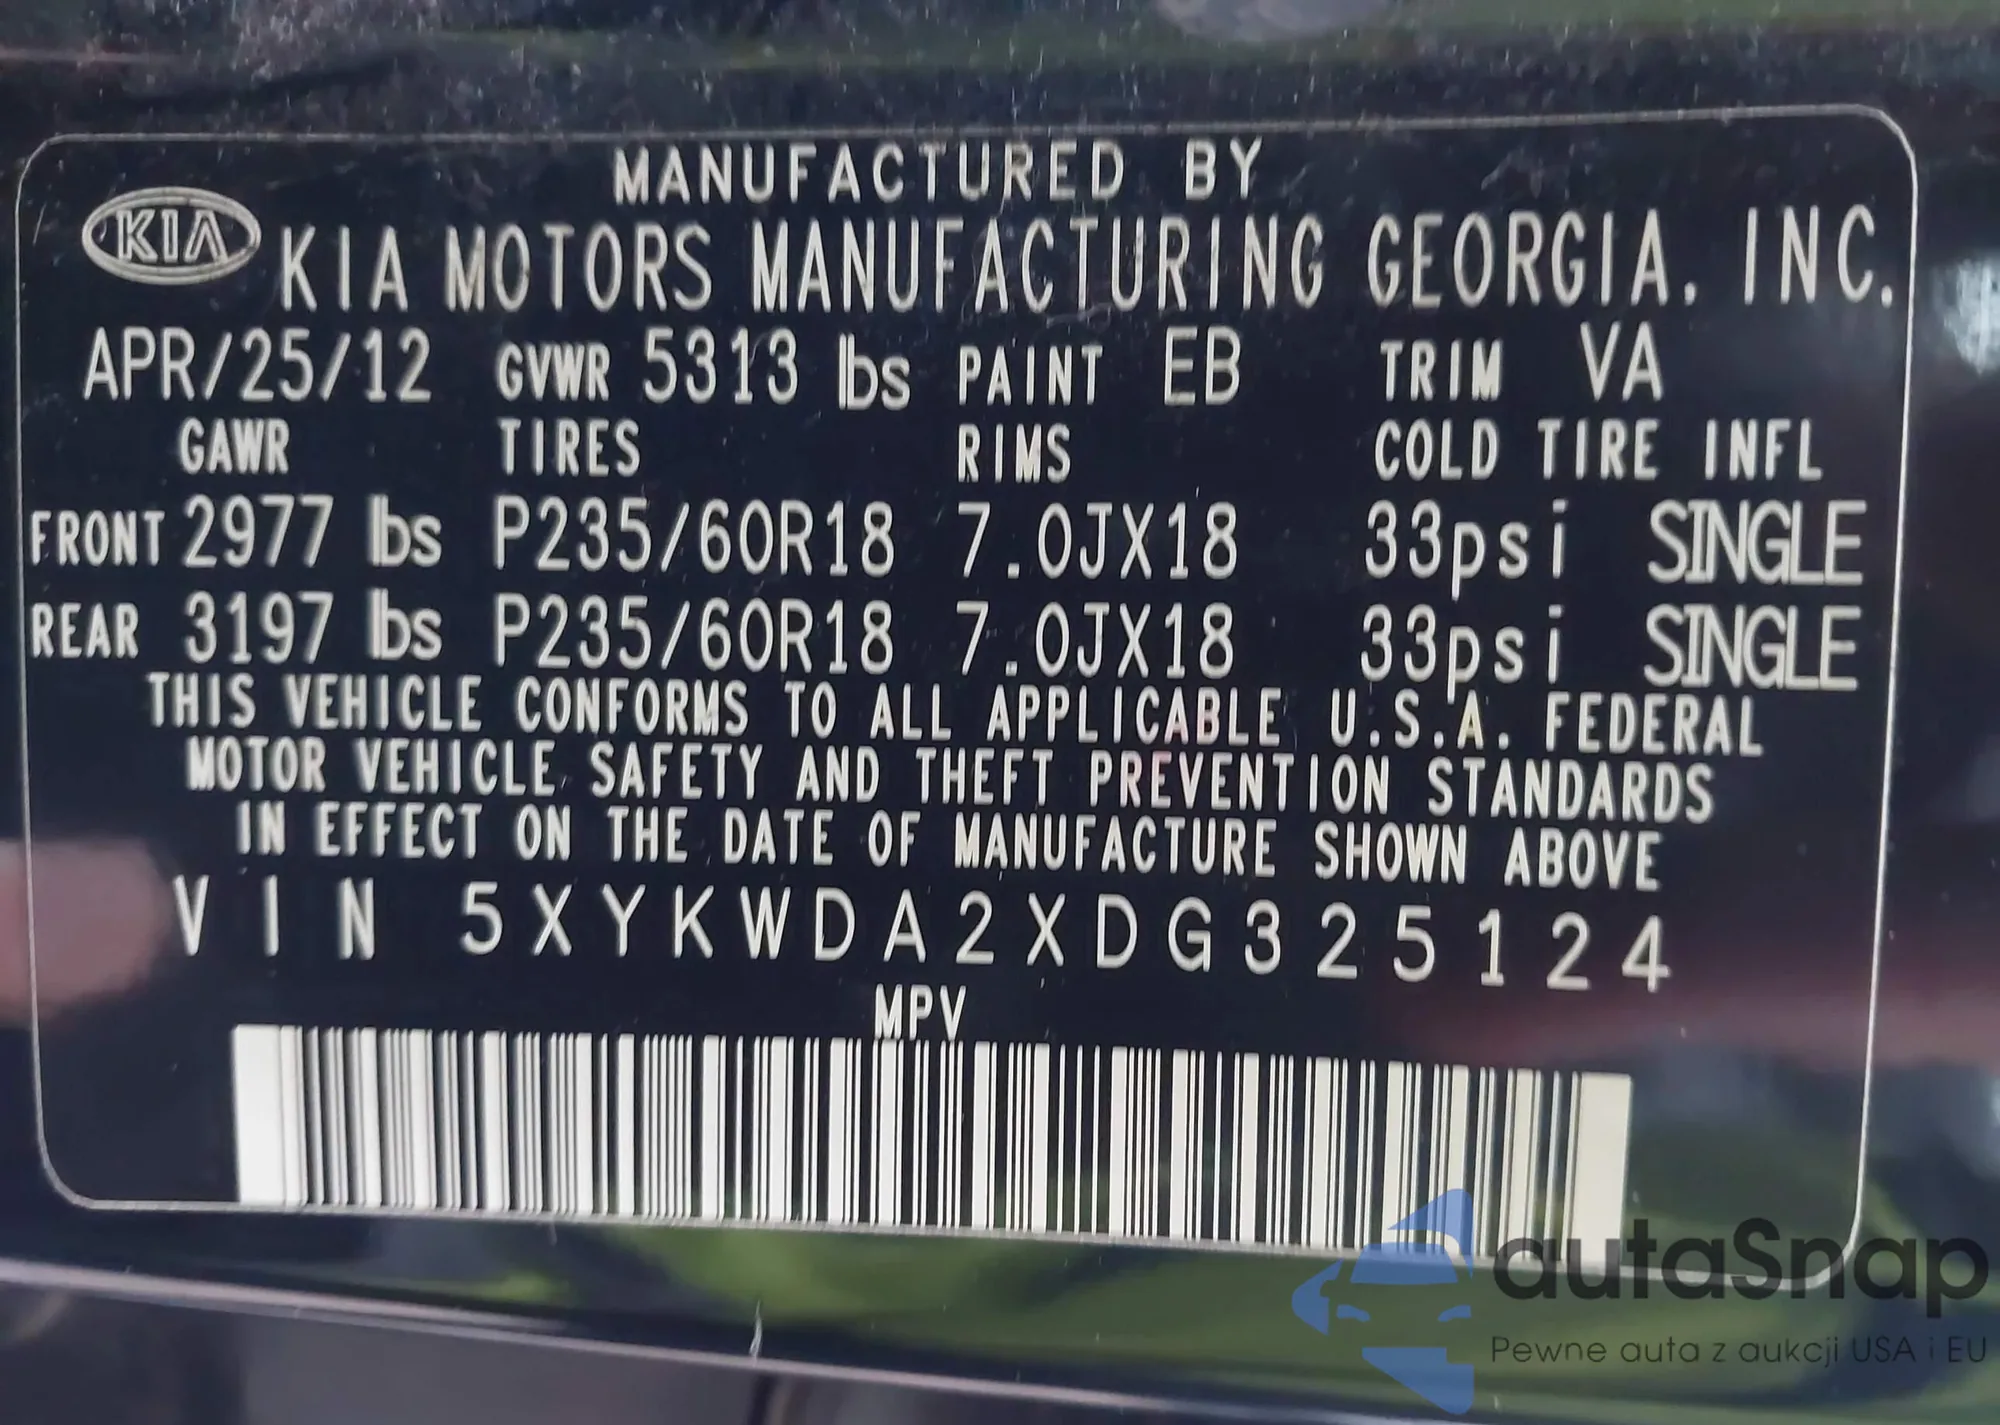 MANUFACTURED BY
KIA KIA MOTORS MANUFACTURING GEORGIA, INC.
APR/25/12 GVWR 5313 lbs PAINT EB TRIM VA
GAWR TIRES RIMS COLD TIRE INFL
FRONT 2977 lbs P235/60R18 7.0JX18 33psi SINGLE
REAR 3197 lbs P235/60R18 7.0JX18 33psi SINGLE
THIS VEHICLE CONFORMS TO ALL APPLICABLE U.S.A. FEDERAL
MOTOR VEHICLE SAFETY AND THEFT PREVENTION STANDARDS
IN EFFECT ON THE DATE OF MANUFACTURE SHOWN ABOVE
VIN 5XYKWDA2XDG325124
MPV
autaSnap
Pewne auta z aukcji USA i EU